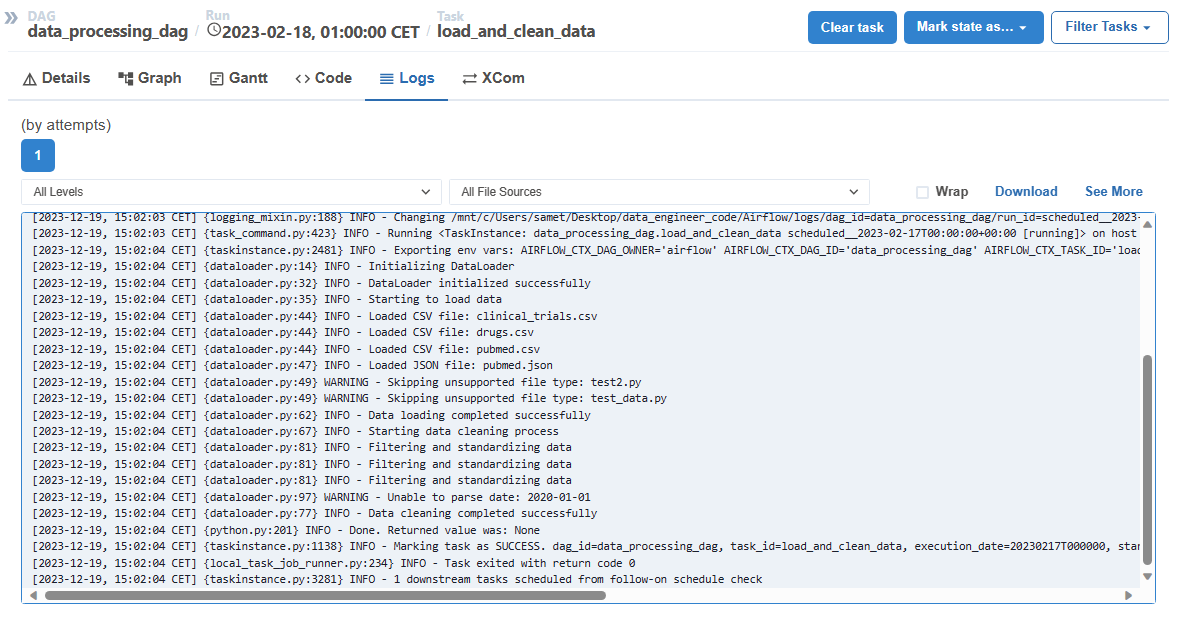 DAG
data_processing_dag
/
Run
2023-02-18, 01:00:00 CET
/
Task
load_and_clean_data
Clear task
Mark state as...
Filter Tasks
Details
Graph
Gantt
Code
Logs
XCom
(by attempts)
1
All Levels
All File Sources
Wrap
Download
See More
[2023-12-19, 15:02:03 CET] {logging_mixin.py:188} INFO - Changing /mnt/c/Users/samet/Desktop/data_engineer_code/Airflow/logs/dag_id=data_processing_dag/run_id=scheduled__2023-
[2023-12-19, 15:02:03 CET] {task_command.py:423} INFO - Running <TaskInstance: data_processing_dag.load_and_clean_data scheduled__2023-02-17T00:00:00+00:00 [running]> on host
[2023-12-19, 15:02:04 CET] {taskinstance.py:2481} INFO - Exporting env vars: AIRFLOW_CTX_DAG_OWNER='airflow' AIRFLOW_CTX_DAG_ID='data_processing_dag' AIRFLOW_CTX_TASK_ID='load
[2023-12-19, 15:02:04 CET] {dataloader.py:14} INFO - Initializing DataLoader
[2023-12-19, 15:02:04 CET] {dataloader.py:32} INFO - DataLoader initialized successfully
[2023-12-19, 15:02:04 CET] {dataloader.py:35} INFO - Starting to load data
[2023-12-19, 15:02:04 CET] {dataloader.py:44} INFO - Loaded CSV file: clinical_trials.csv
[2023-12-19, 15:02:04 CET] {dataloader.py:44} INFO - Loaded CSV file: drugs.csv
[2023-12-19, 15:02:04 CET] {dataloader.py:44} INFO - Loaded CSV file: pubmed.csv
[2023-12-19, 15:02:04 CET] {dataloader.py:47} INFO - Loaded JSON file: pubmed.json
[2023-12-19, 15:02:04 CET] {dataloader.py:49} WARNING - Skipping unsupported file type: test2.py
[2023-12-19, 15:02:04 CET] {dataloader.py:49} WARNING - Skipping unsupported file type: test_data.py
[2023-12-19, 15:02:04 CET] {dataloader.py:62} INFO - Data loading completed successfully
[2023-12-19, 15:02:04 CET] {dataloader.py:67} INFO - Starting data cleaning process
[2023-12-19, 15:02:04 CET] {dataloader.py:81} INFO - Filtering and standardizing data
[2023-12-19, 15:02:04 CET] {dataloader.py:81} INFO - Filtering and standardizing data
[2023-12-19, 15:02:04 CET] {dataloader.py:81} INFO - Filtering and standardizing data
[2023-12-19, 15:02:04 CET] {dataloader.py:97} WARNING - Unable to parse date: 2020-01-01
[2023-12-19, 15:02:04 CET] {dataloader.py:77} INFO - Data cleaning completed successfully
[2023-12-19, 15:02:04 CET] {python.py:201} INFO - Done. Returned value was: None
[2023-12-19, 15:02:04 CET] {taskinstance.py:1138} INFO - Marking task as SUCCESS. dag_id=data_processing_dag, task_id=load_and_clean_data, execution_date=20230217T000000, star
[2023-12-19, 15:02:04 CET] {local_task_job_runner.py:234} INFO - Task exited with return code 0
[2023-12-19, 15:02:04 CET] {taskinstance.py:3281} INFO - 1 downstream tasks scheduled from follow-on schedule check